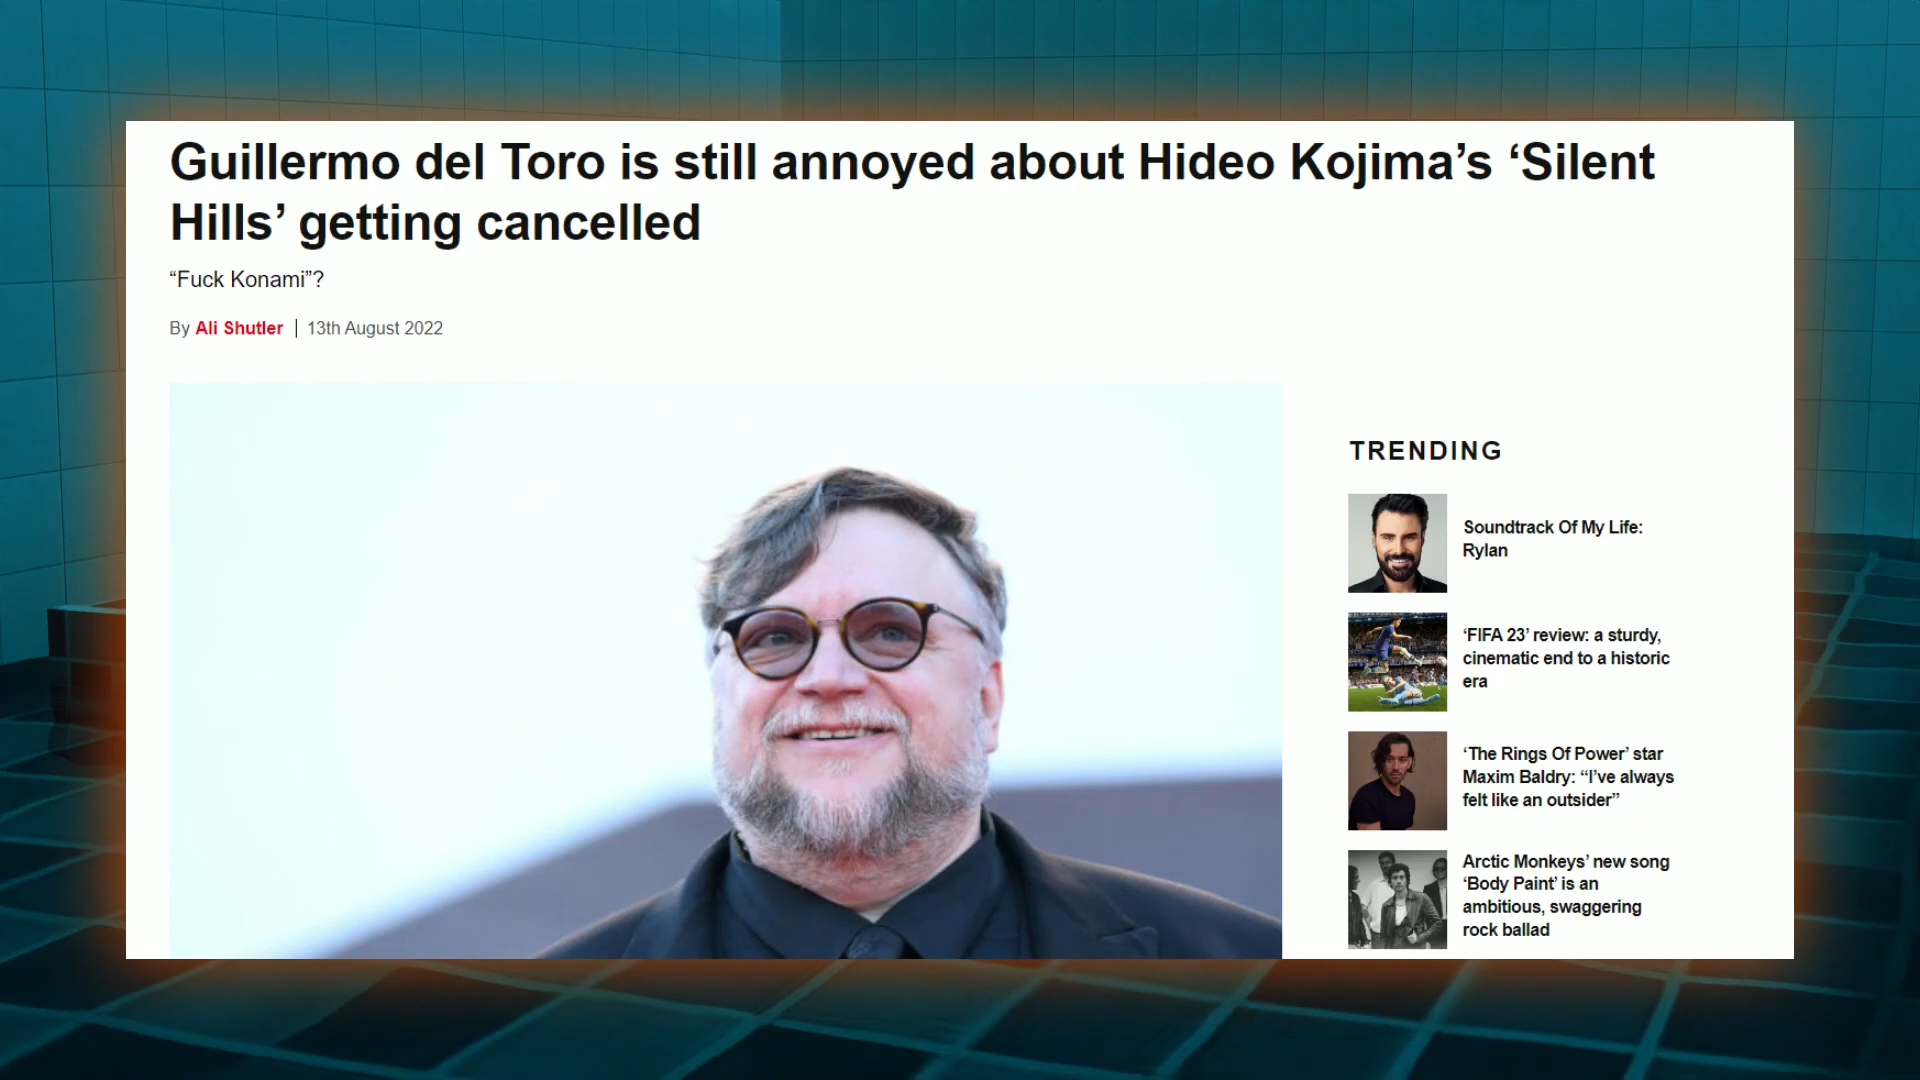 Guillermo del Toro is still annoyed about Hideo Kojima’s ‘Silent
Hills’ getting cancelled
“Fuck Konami”?
By Ali Shutler | 13th August 2022
TRENDING
Soundtrack Of My Life:
Rylan
‘FIFA 23’ review: a sturdy,
cinematic end to a historic
era
‘The Rings Of Power’ star
Maxim Baldry: “I’ve always
felt like an outsider”
Arctic Monkeys’ new song
‘Body Paint’ is an
ambitious, swaggering
rock ballad